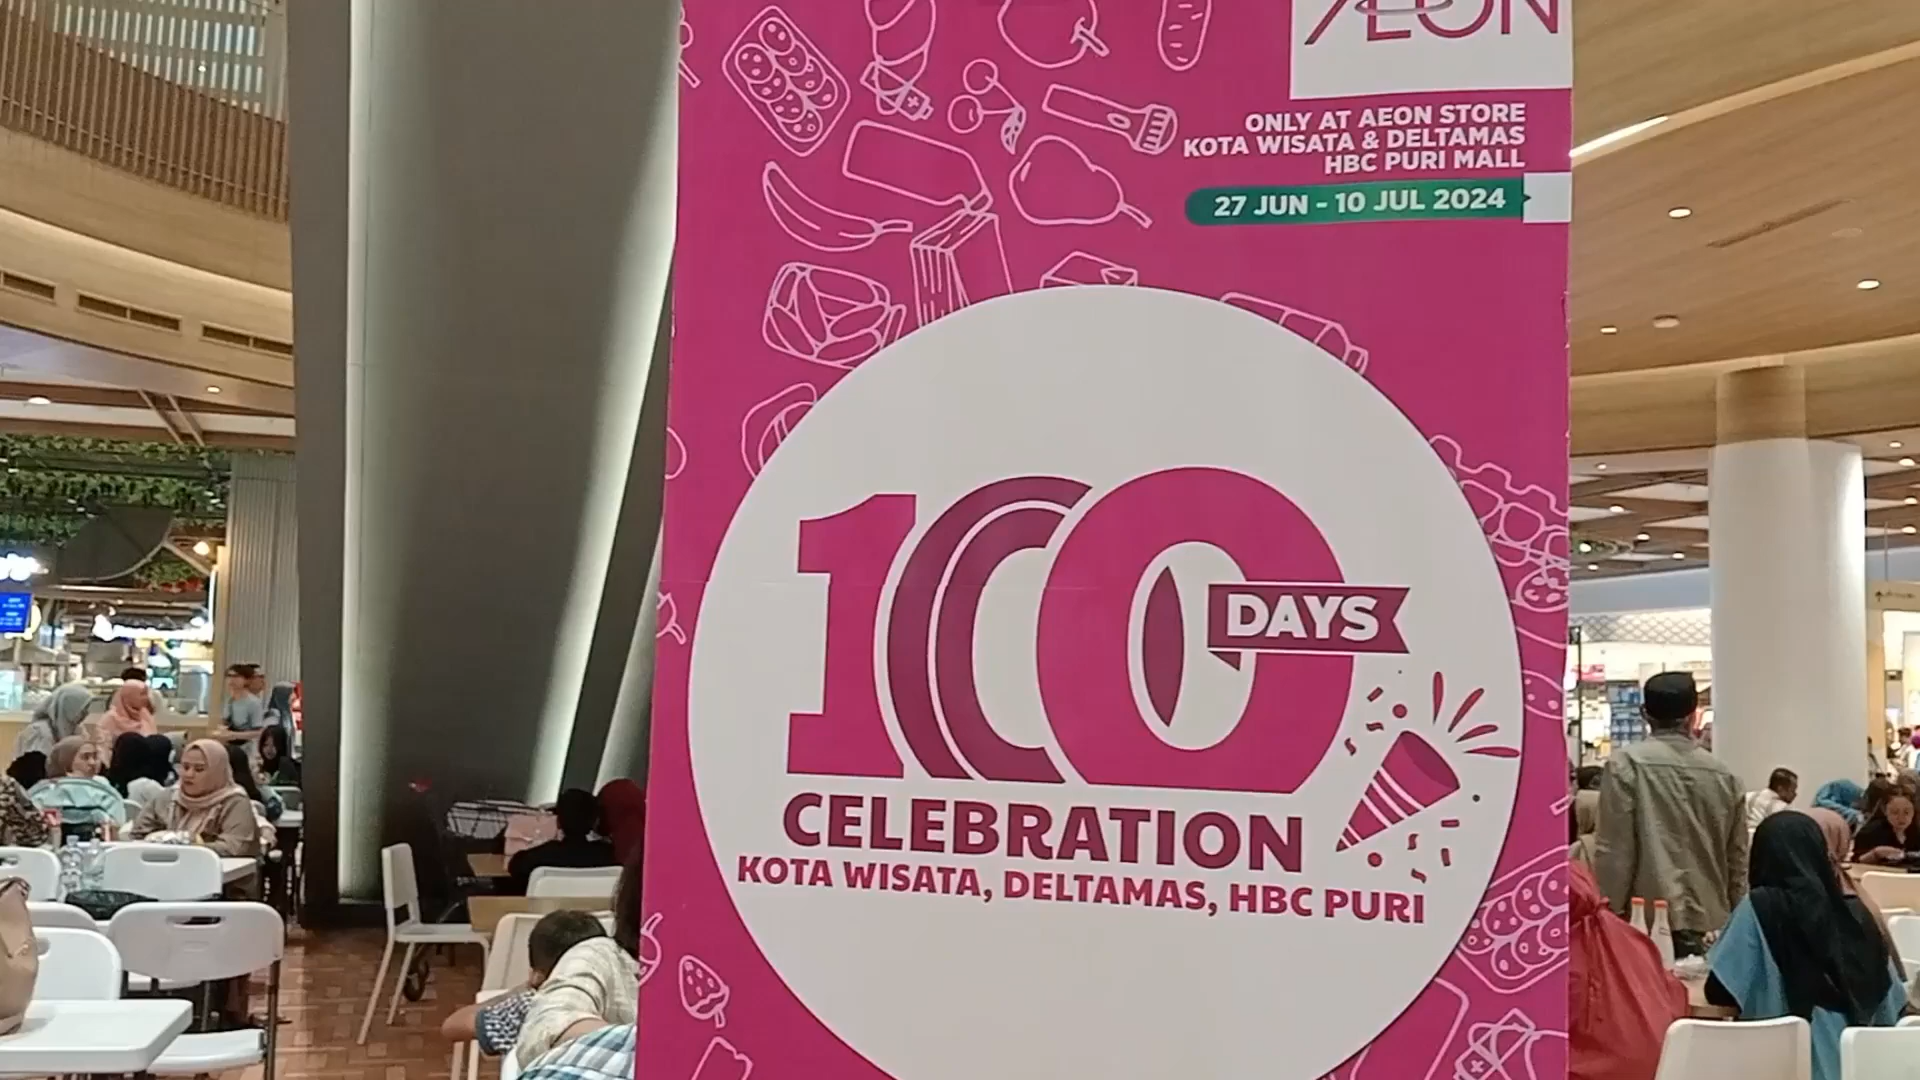 AEON
ONLY AT AEON STORE
KOTA WISATA & DELTAMAS
HBC PURI MALL
27 JUN - 10 JUL 2024
100
DAYS
CELEBRATION
KOTA WISATA, DELTAMAS, HBC PURI